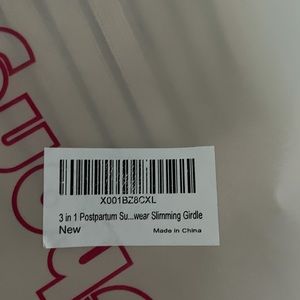 X001BZ8CXL
3 in 1 Postpartum Su...wear Slimming Girdle
New
Made in China